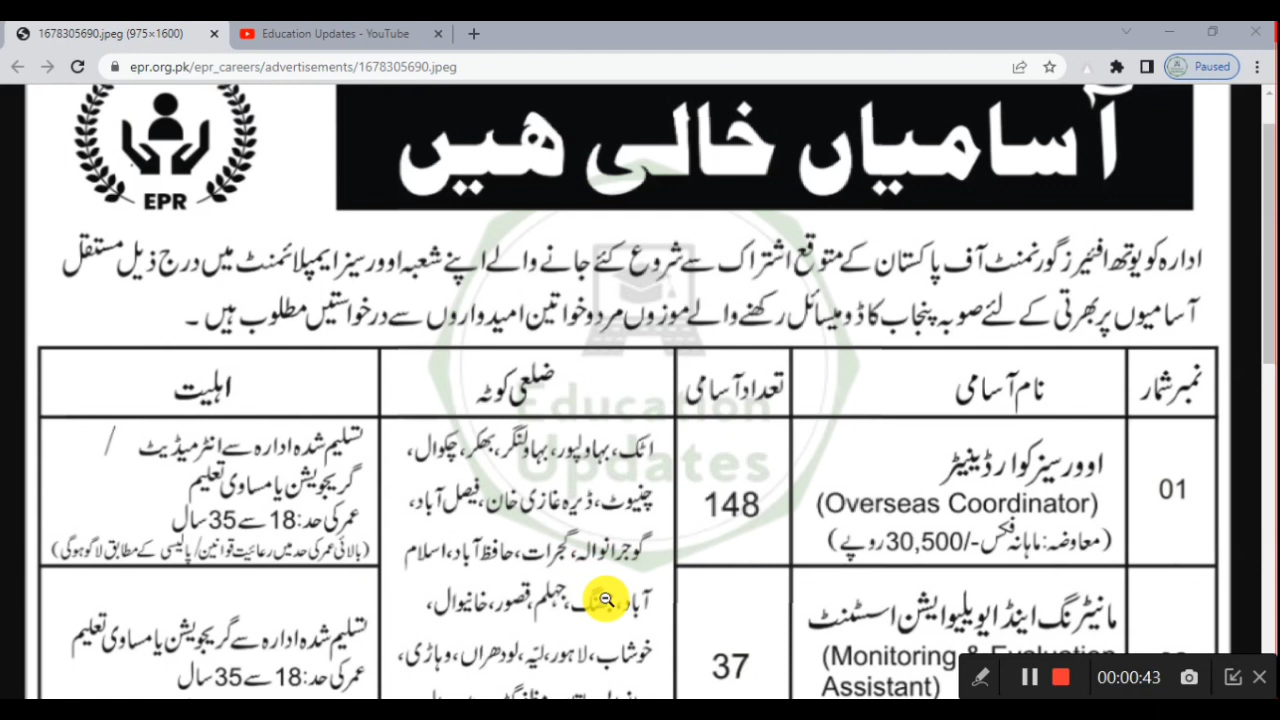 1678305690.jpeg (975×1600)
Education Updates - YouTube
epr.org.pk/epr_careers/advertisements/1678305690.jpeg
Paused
آسامیاں خالی ہیں
EPR
ادارہ کو یوتھ افئیرز گورنمنٹ آف پاکستان کے متوقع اشتراک سے شروع کئے جانے والے اپنے شعبہ اوورسیز ایمپلائمنٹ میں درج ذیل مستقل
آسامیوں پر بھرتی کے لئے صوبہ پنجاب کا ڈومیسائل رکھنے والے موزوں مرد و خواتین امیدواروں سے درخواستیں مطلوب ہیں ۔
نمبر شمار
نام آسامی
تعداد آسامی
ضلعی کوٹہ
اہلیت
Education
Updates
01
اوورسیز کوارڈینیٹر
(Overseas Coordinator)
(معاوضہ: ماہانہ فکس -/30,500 روپے)
148
اٹک، بہاولپور، بہاولنگر، بھکر، چکوال،
چنیوٹ، ڈیرہ غازی خان، فیصل آباد،
گوجرانوالہ، گجرات، حافظ آباد، اسلام
آباد، جہلم، قصور، خانیوال،
خوشاب، لاہور، لیّہ، لودھراں، وہاڑی،
تسلیم شدہ ادارہ سے انٹرمیڈیٹ /
گریجویشن یا مساوی تعلیم
عمر کی حد: 18 سے 35 سال
(بالائی عمر کی حد میں رعائیت قوانین/پالیسی کے مطابق لاگو ہوگی)
مانیٹرنگ اینڈ ایویلیوایشن اسسٹنٹ
(Monitoring & Evaluation
Assistant)
37
تسلیم شدہ ادارہ سے گریجویشن یا مساوی تعلیم
عمر کی حد: 18 سے 35 سال
00:00:43